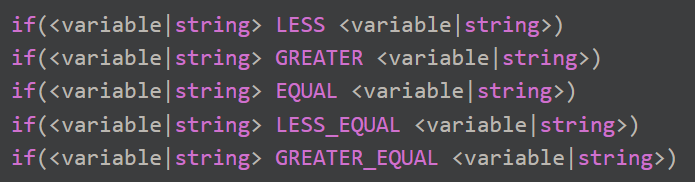 if(<variable|string> LESS <variable|string>)
if(<variable|string> GREATER <variable|string>)
if(<variable|string> EQUAL <variable|string>)
if(<variable|string> LESS_EQUAL <variable|string>)
if(<variable|string> GREATER_EQUAL <variable|string>)